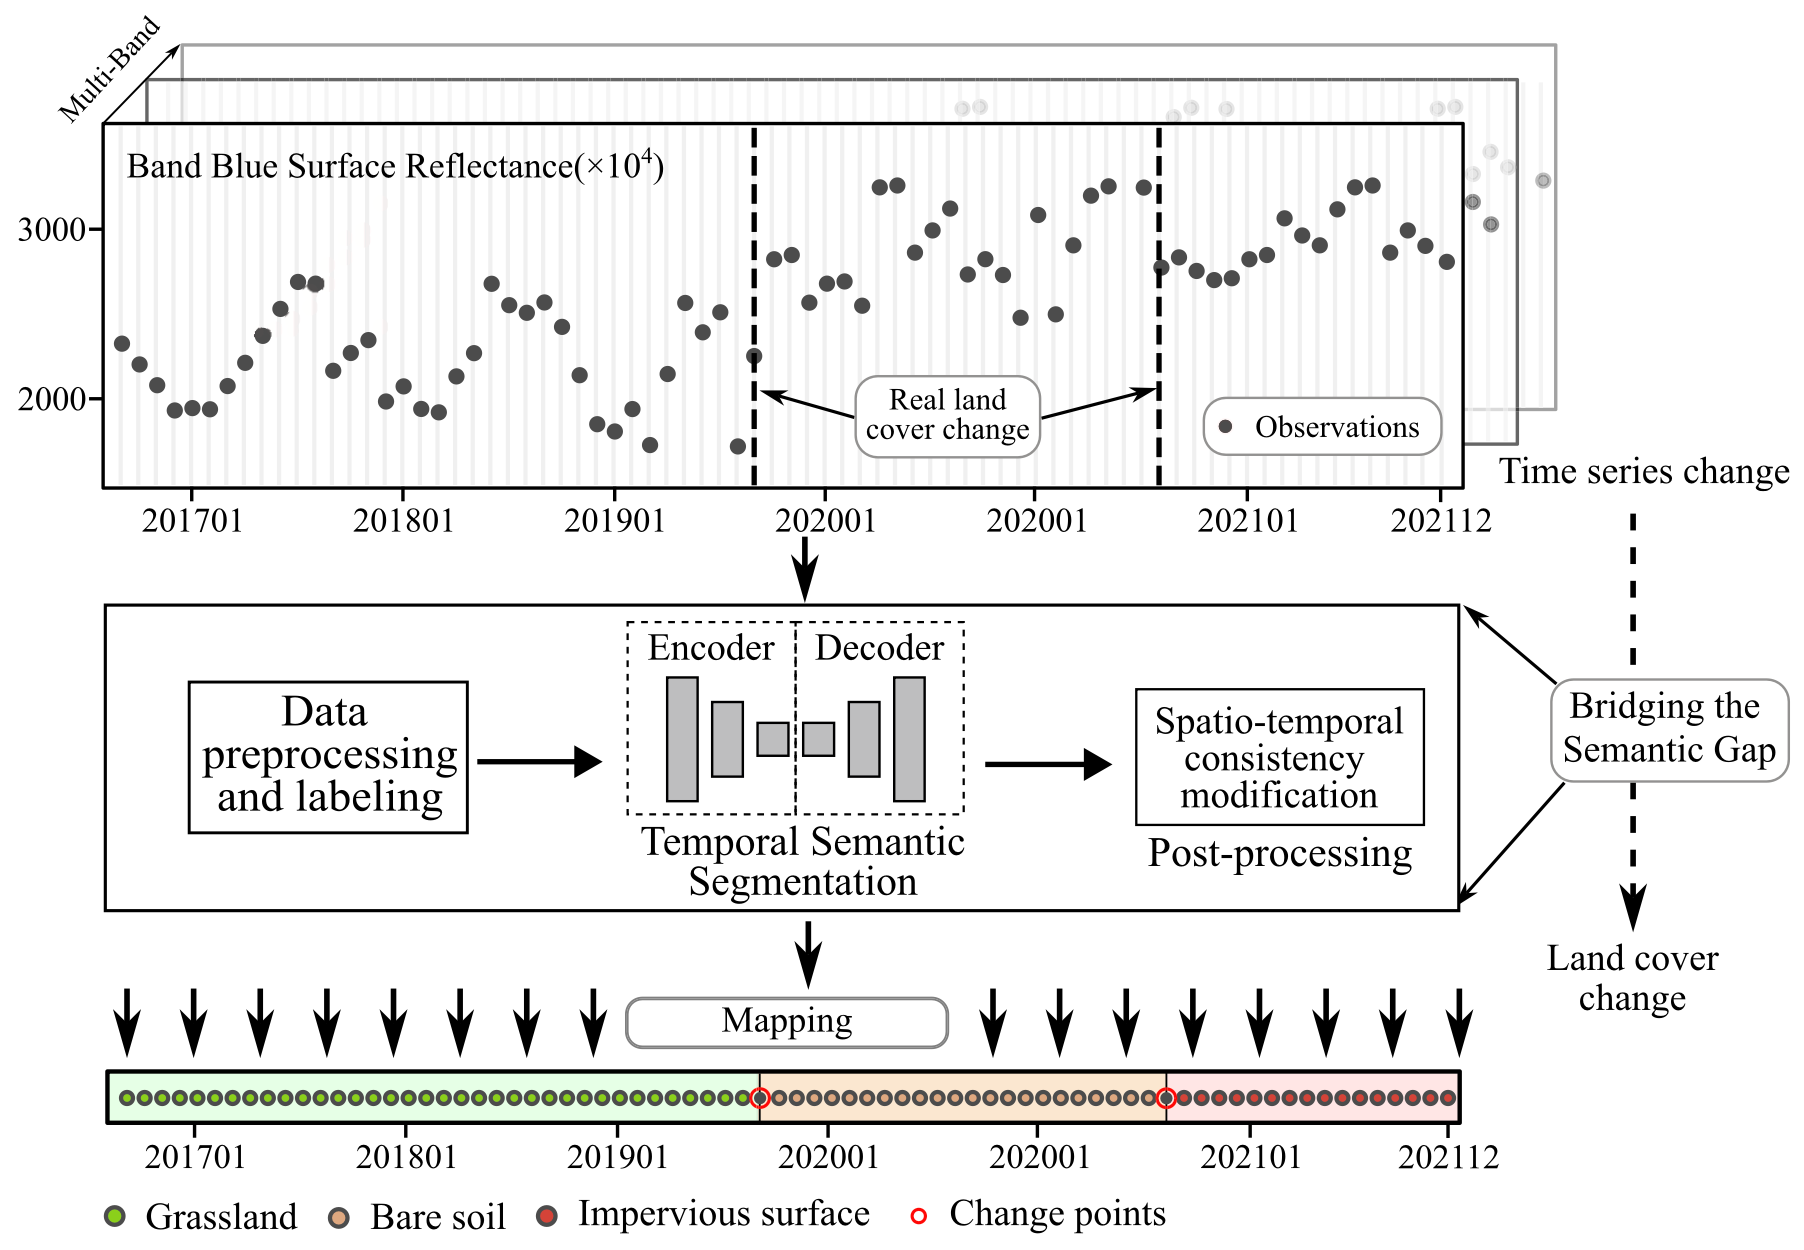 Multi-Band
Band Blue Surface Reflectance(×10⁴)
3000
2000
Real land
cover change
Observations
201701 201801 201901 202001 202001 202101 202112
Time series change
Encoder Decoder
Data
preprocessing
and labeling
Temporal Semantic
Segmentation
Spatio-temporal
consistency
modification
Post-processing
Bridging the
Semantic Gap
Land cover
change
Mapping
201701 201801 201901 202001 202001 202101 202112
Grassland Bare soil Impervious surface Change points